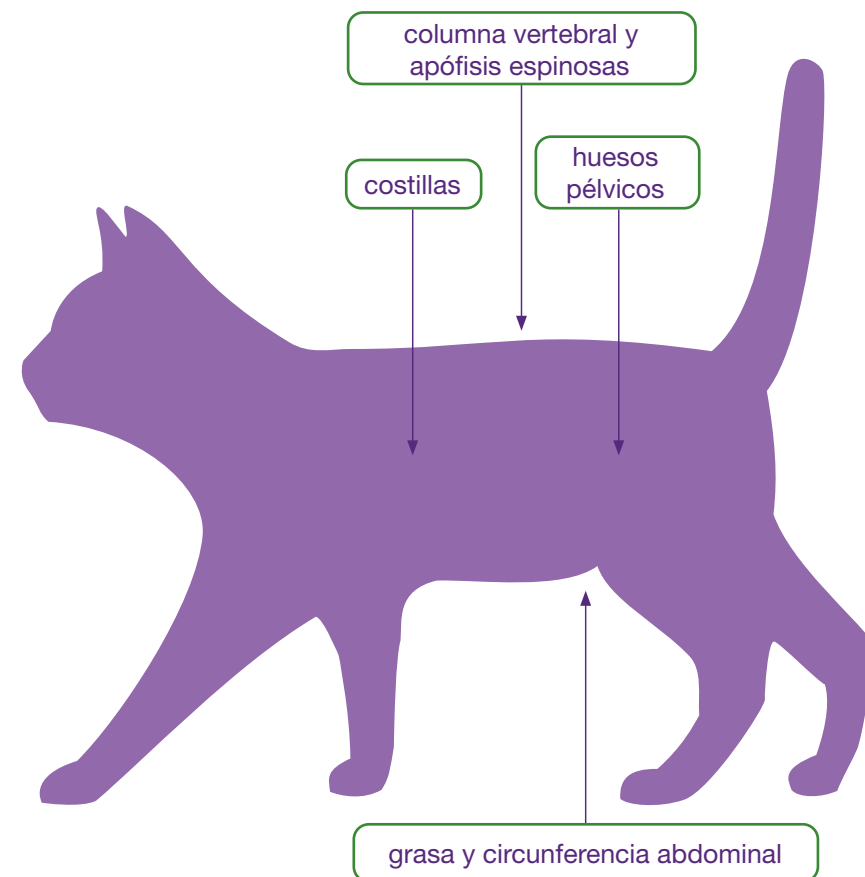 columna vertebral y
apófisis espinosas
costillas
huesos
pélvicos
grasa y circunferencia abdominal